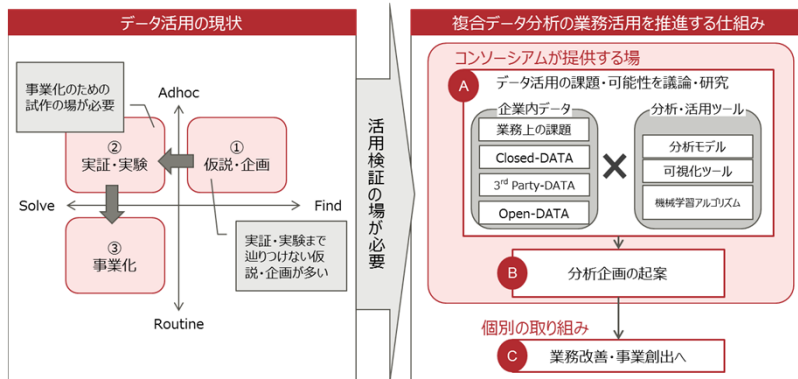 データ活用の現状
事業化のための
試作の場が必要
Adhoc
②
実証・実験
①
仮説・企画
Solve
Find
③
事業化
実証・実験まで
辿りつけない仮
説・企画が多い
Routine
活用検証の場が必要
複合データ分析の業務活用を推進する仕組み
コンソーシアムが提供する場
A
データ活用の課題・可能性を議論・研究
企業内データ
業務上の課題
Closed-DATA
3rd Party-DATA
Open-DATA
×
分析・活用ツール
分析モデル
可視化ツール
機械学習アルゴリズム
B
分析企画の起案
個別の取り組み
C
業務改善・事業創出へ